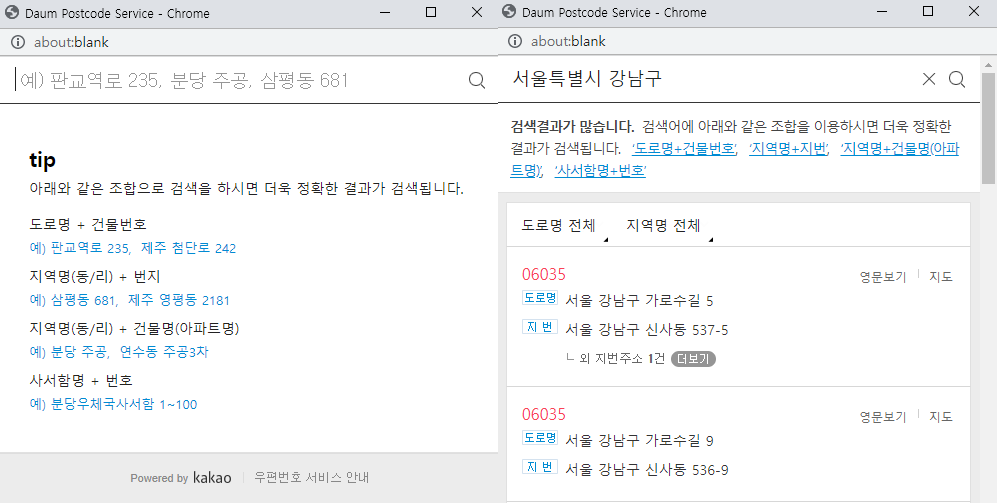 Daum Postcode Service - Chrome
about:blank
예) 판교역로 235, 분당 주공, 삼평동 681
tip
아래와 같은 조합으로 검색을 하시면 더욱 정확한 결과가 검색됩니다.
도로명 + 건물번호
예) 판교역로 235, 제주 첨단로 242
지역명(동/리) + 번지
예) 삼평동 681, 제주 영평동 2181
지역명(동/리) + 건물명(아파트명)
예) 분당 주공, 연수동 주공3차
사서함명 + 번호
예) 분당우체국사서함 1~100
Powered by kakao 우편번호 서비스 안내
Daum Postcode Service - Chrome
about:blank
서울특별시 강남구
검색결과가 많습니다. 검색어에 아래와 같은 조합을 이용하시면 더욱 정확한
결과가 검색됩니다. '도로명+건물번호', '지역명+지번', '지역명+건물명(아파
트명)', '사서함명+번호'
도로명 전체 지역명 전체
06035 영문보기 지도
도로명 서울 강남구 가로수길 5
지 번 서울 강남구 신사동 537-5
ㄴ 외 지번주소 1건 더보기
06035 영문보기 지도
도로명 서울 강남구 가로수길 9
지 번 서울 강남구 신사동 536-9